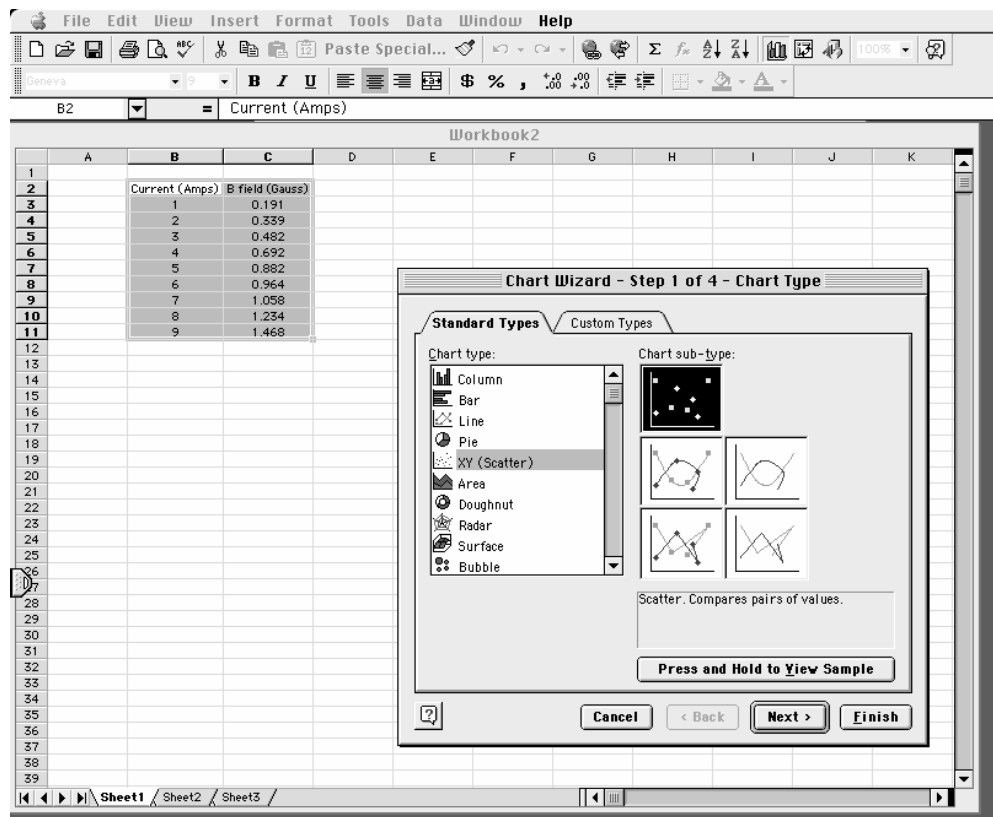 File Edit View Insert Format Tools Data Window Help
ABC 12 Paste Special... Σ fx 100%
Geneva 9 B I U $ % ,
B2 = Current (Amps)
Workbook2
A B C D E F G H I J K
1
2 Current (Amps) B field (Gauss)
3 1 0.191
4 2 0.339
5 3 0.482
6 4 0.692
7 5 0.882
8 6 0.964
9 7 1.058
10 8 1.234
11 9 1.468
12
13
14
15
16
17
18
19
20
21
22
23
24
25
26
27
28
29
30
31
32
33
34
35
36
37
38
39
Chart Wizard - Step 1 of 4 - Chart Type
Standard Types Custom Types
Chart type:
Column
Bar
Line
Pie
XY (Scatter)
Area
Doughnut
Radar
Surface
Bubble
Chart sub-type:
Scatter. Compares pairs of values.
Press and Hold to View Sample
? Cancel < Back Next > Finish
Sheet1 Sheet2 Sheet3